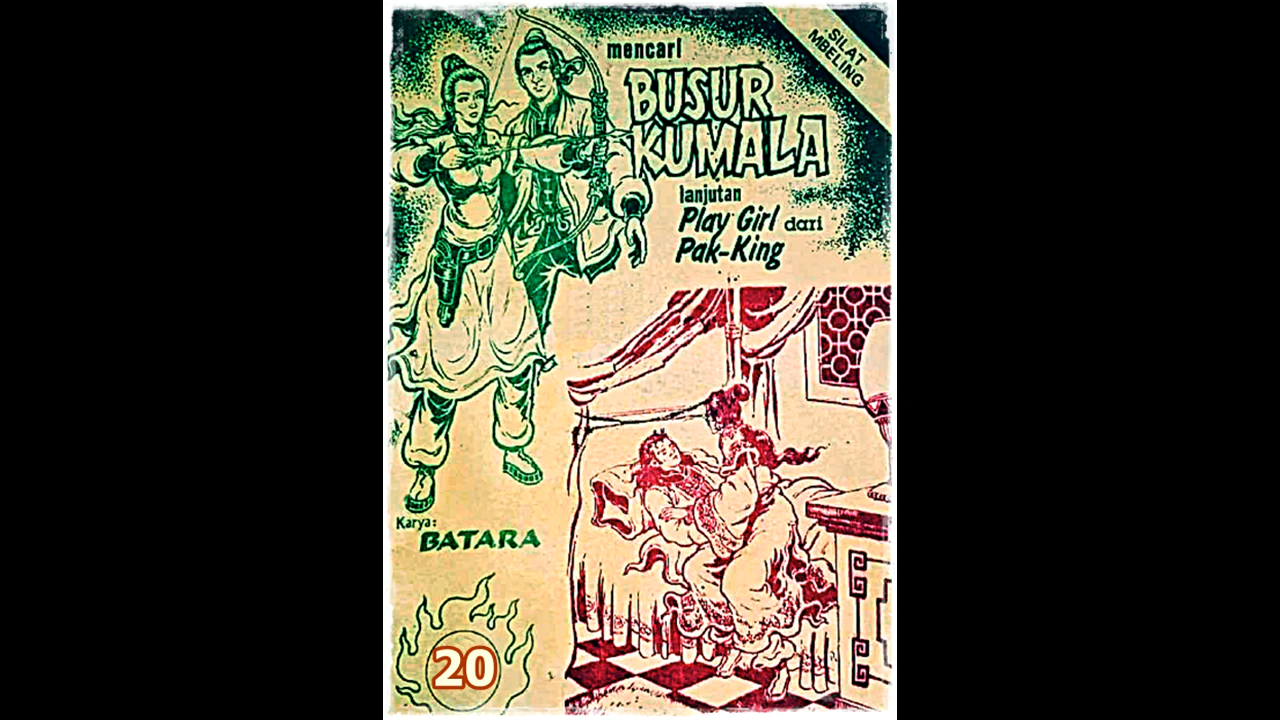 mencari
BUSUR
KUMALA
lanjutan
Play Girl dari
Pak-King
SILAT
MBELING
Karya:
BATARA
20